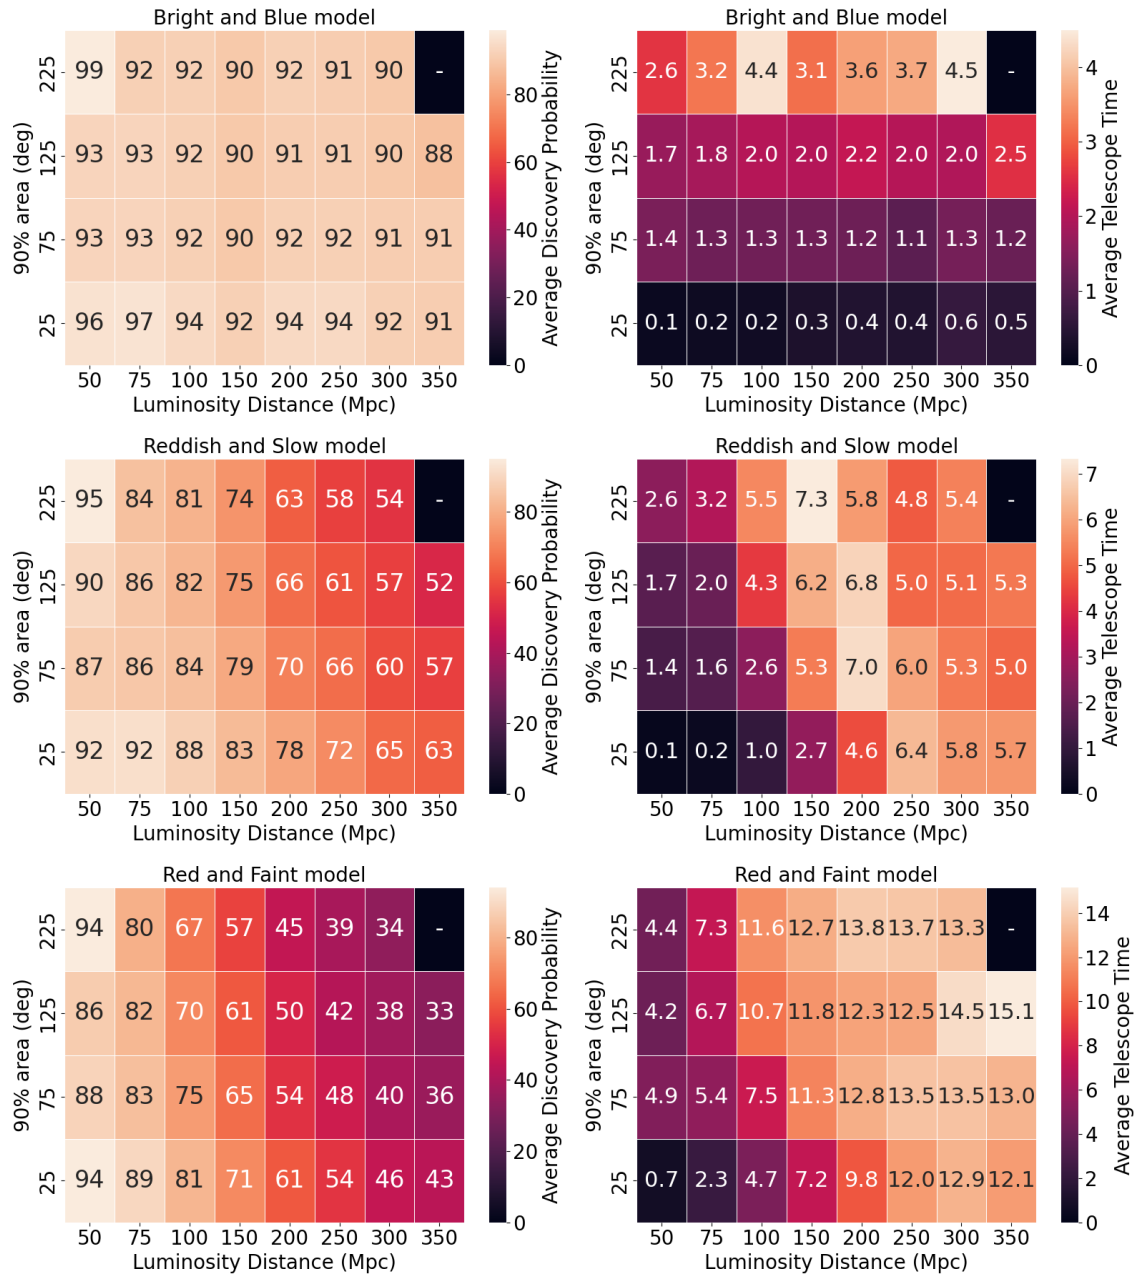 Bright and Blue model
90% area (deg)
225 99 92 92 90 92 91 90 -
125 93 93 92 90 91 91 90 88
75 93 93 92 90 92 92 91 91
25 96 97 94 92 94 94 92 91
50 75 100 150 200 250 300 350
Luminosity Distance (Mpc)
80
60
40
20
0
Average Discovery Probability
Bright and Blue model
90% area (deg)
225 2.6 3.2 4.4 3.1 3.6 3.7 4.5 -
125 1.7 1.8 2.0 2.0 2.2 2.0 2.0 2.5
75 1.4 1.3 1.3 1.3 1.2 1.1 1.3 1.2
25 0.1 0.2 0.2 0.3 0.4 0.4 0.6 0.5
50 75 100 150 200 250 300 350
Luminosity Distance (Mpc)
4
3
2
1
0
Average Telescope Time
Reddish and Slow model
90% area (deg)
225 95 84 81 74 63 58 54 -
125 90 86 82 75 66 61 57 52
75 87 86 84 79 70 66 60 57
25 92 92 88 83 78 72 65 63
50 75 100 150 200 250 300 350
Luminosity Distance (Mpc)
80
60
40
20
0
Average Discovery Probability
Reddish and Slow model
90% area (deg)
225 2.6 3.2 5.5 7.3 5.8 4.8 5.4 -
125 1.7 2.0 4.3 6.2 6.8 5.0 5.1 5.3
75 1.4 1.6 2.6 5.3 7.0 6.0 5.3 5.0
25 0.1 0.2 1.0 2.7 4.6 6.4 5.8 5.7
50 75 100 150 200 250 300 350
Luminosity Distance (Mpc)
7
6
5
4
3
2
1
0
Average Telescope Time
Red and Faint model
90% area (deg)
225 94 80 67 57 45 39 34 -
125 86 82 70 61 50 42 38 33
75 88 83 75 65 54 48 40 36
25 94 89 81 71 61 54 46 43
50 75 100 150 200 250 300 350
Luminosity Distance (Mpc)
80
60
40
20
0
Average Discovery Probability
Red and Faint model
90% area (deg)
225 4.4 7.3 11.6 12.7 13.8 13.7 13.3 -
125 4.2 6.7 10.7 11.8 12.3 12.5 14.5 15.1
75 4.9 5.4 7.5 11.3 12.8 13.5 13.5 13.0
25 0.7 2.3 4.7 7.2 9.8 12.0 12.9 12.1
50 75 100 150 200 250 300 350
Luminosity Distance (Mpc)
14
12
10
8
6
4
2
0
Average Telescope Time